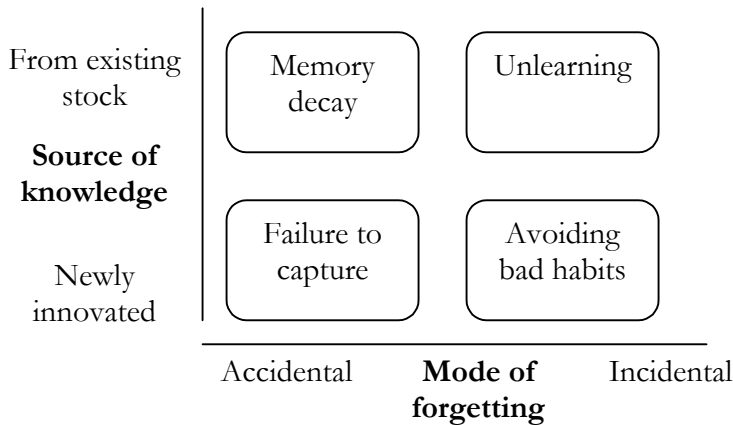 From existing
stock
Memory
decay
Unlearning
Source of
knowledge
Failure to
capture
Avoiding
bad habits
Newly
innovated
Accidental
Mode of
forgetting
Incidental